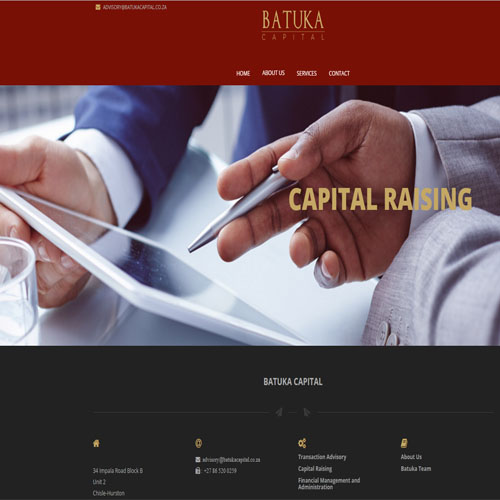 ADVISORY@BATUKACAPITAL.CO.ZA
BATUKA
CAPITAL
HOME ABOUT US SERVICES CONTACT
CAPITAL RAISING
BATUKA CAPITAL
34 Impala Road Block B
Unit 2
Chisle-Hurston
advisory@batukacapital.co.za
+27 86 520 0259
Transaction Advisory
Capital Raising
Financial Management and
Administration
About Us
Batuka Team